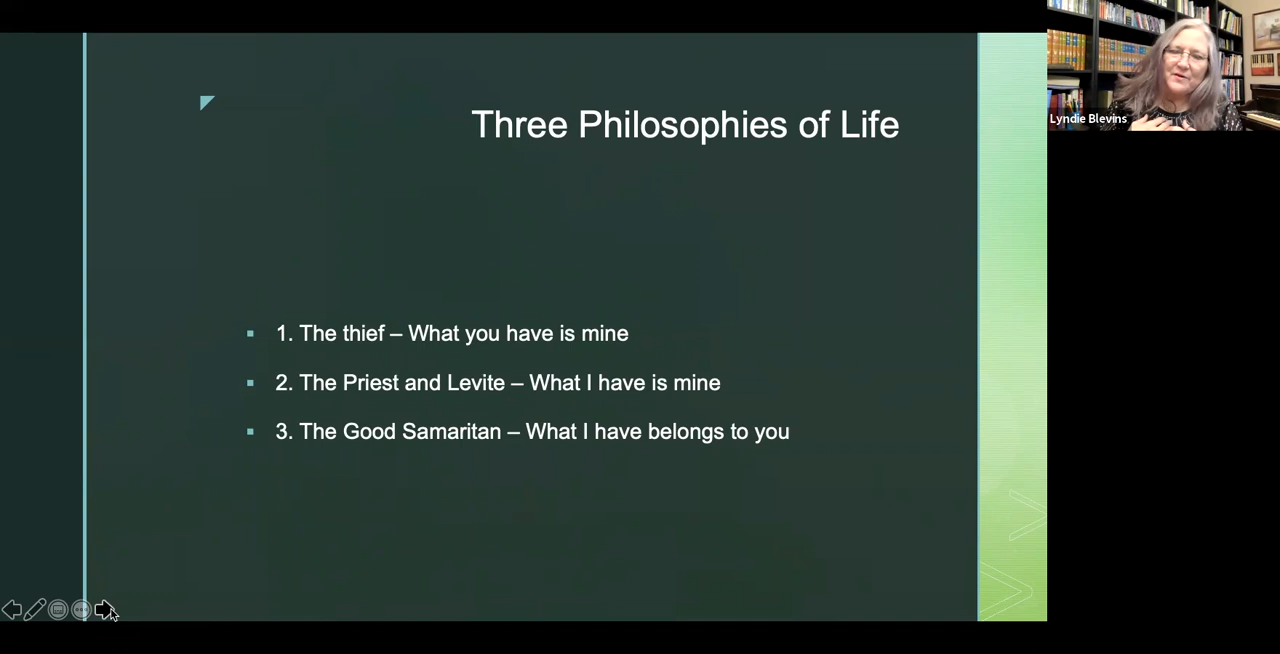 Three Philosophies of Life
1. The thief – What you have is mine
2. The Priest and Levite – What I have is mine
3. The Good Samaritan – What I have belongs to you
Lyndie Blevins